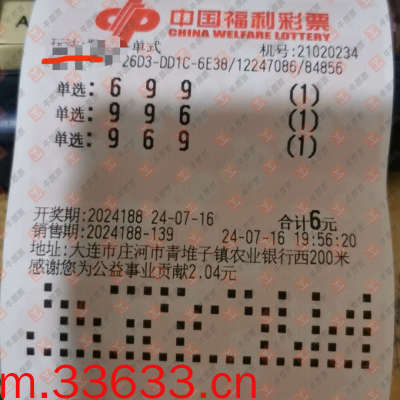 中国福利彩票
CHINA WELFARE LOTTERY
单式
机号:21020234
26D3-DD1C-6E38/12247086/84856
单选: 6 9 9 (1)
单选: 9 9 6 (1)
单选: 9 6 9 (1)
开奖期:2024188 24-07-16 合计6元
销售期:2024188-139 24-07-16 19:56:20
地址:大连市庄河市青堆子镇农业银行西200米
感谢您为公益事业贡献2.04元
m.33633.cn